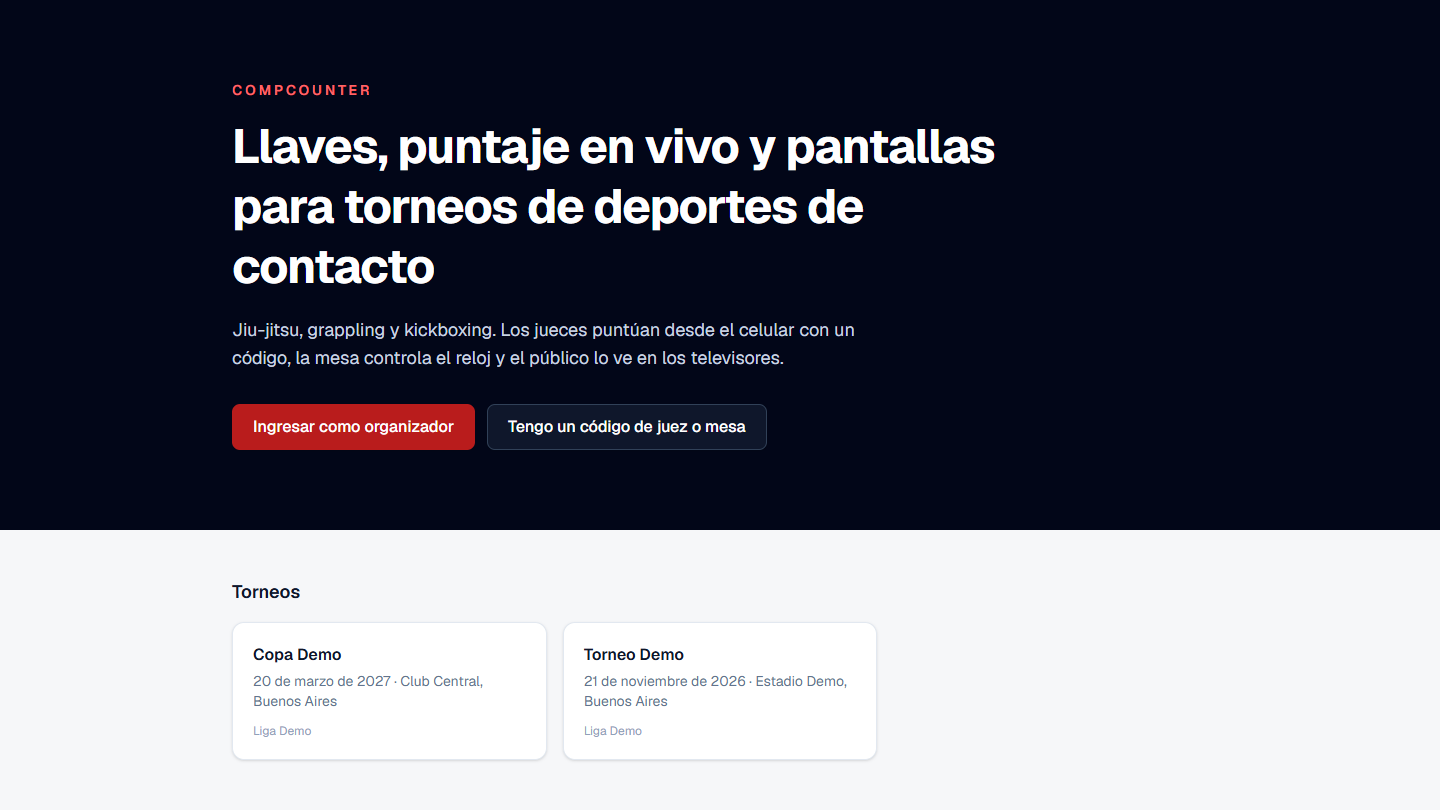 COMPCOUNTER
Llaves, puntaje en vivo y pantallas
para torneos de deportes de
contacto
Jiu-jitsu, grappling y kickboxing. Los jueces puntúan desde el celular con un
código, la mesa controla el reloj y el público lo ve en los televisores.
Ingresar como organizador
Tengo un código de juez o mesa
Torneos
Copa Demo
20 de marzo de 2027 · Club Central,
Buenos Aires
Liga Demo
Torneo Demo
21 de noviembre de 2026 · Estadio Demo,
Buenos Aires
Liga Demo